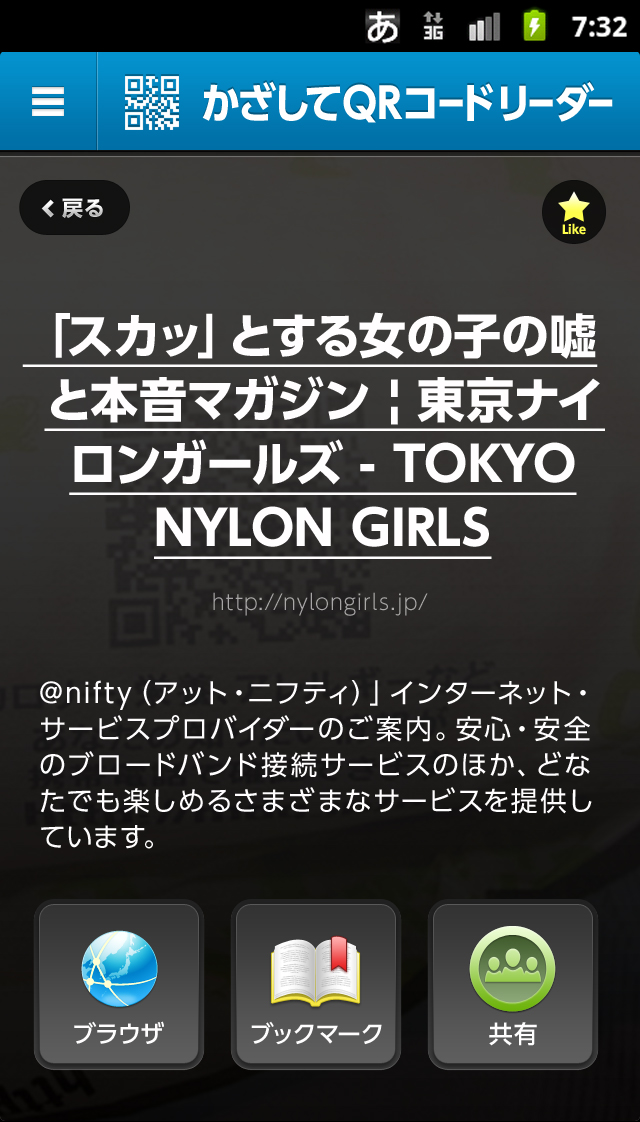 あ 3G 7:32
かざしてQRコードリーダー
戻る
Like
「スカッ」とする女の子の嘘
と本音マガジン ¦ 東京ナイ
ロンガールズ - TOKYO
NYLON GIRLS
http://nylongirls.jp/
@nifty（アット・ニフティ）」インターネット・
サービスプロバイダーのご案内。安心・安全
のブロードバンド接続サービスのほか、どな
たでも楽しめるさまざまなサービスを提供し
ています。
ブラウザ
ブックマーク
共有